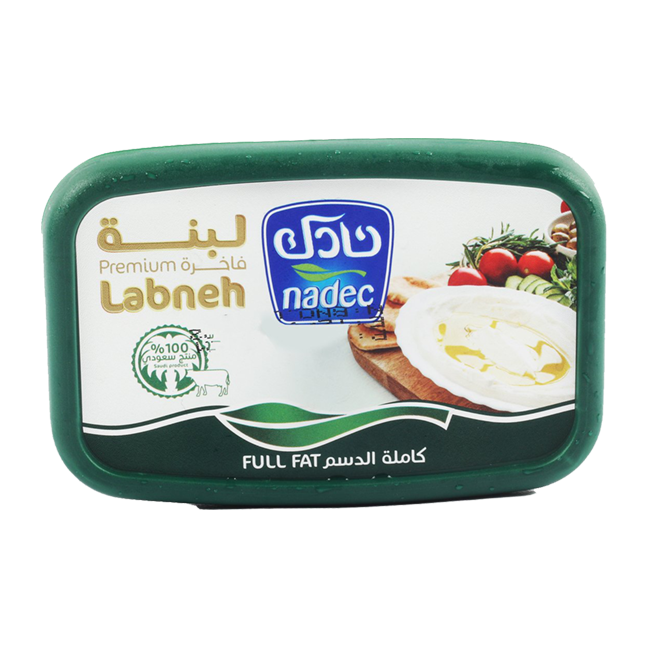 لبنة
فاخرة Premium
Labneh
نادك
nadec
%100
منتج سعودي
Saudi product
FULL FAT كاملة الدسم